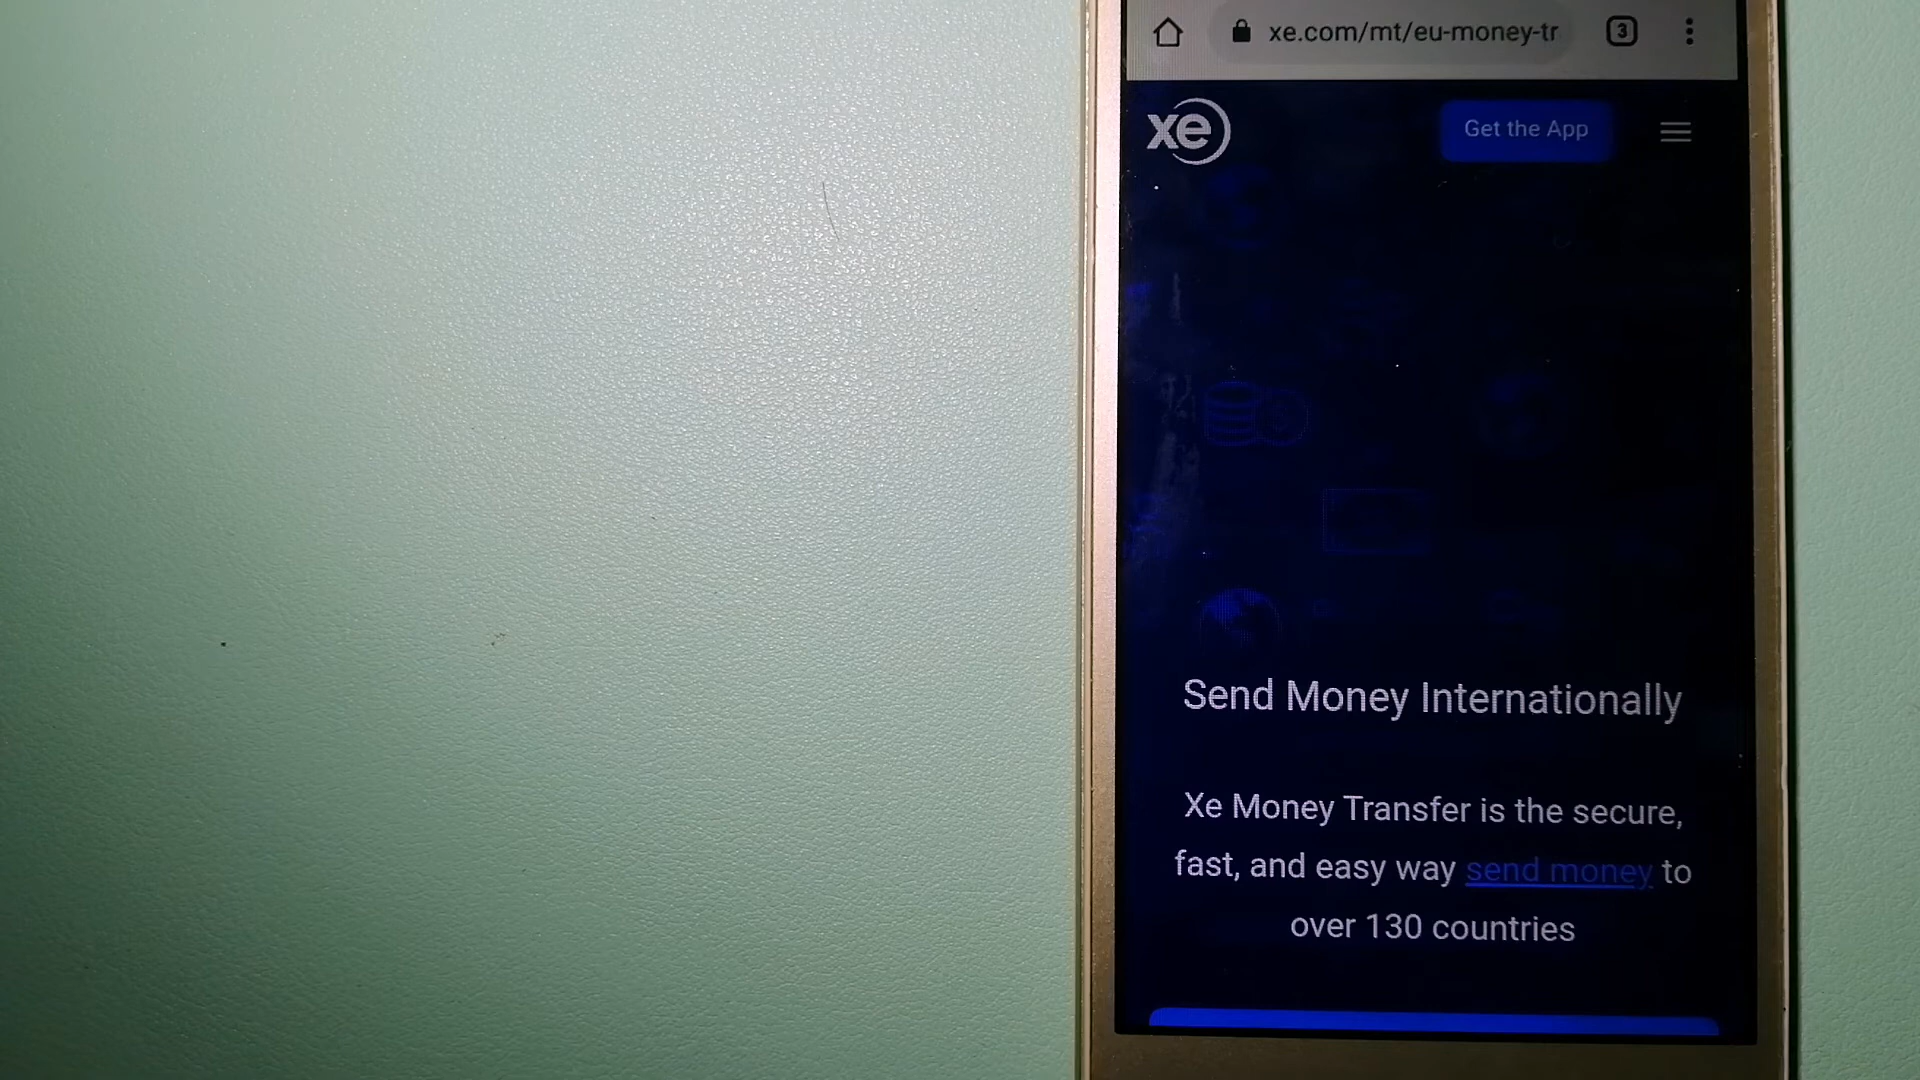 xe.com/mt/eu-money-tr
3
xe
Get the App
Send Money Internationally
Xe Money Transfer is the secure,
fast, and easy way send money to
over 130 countries